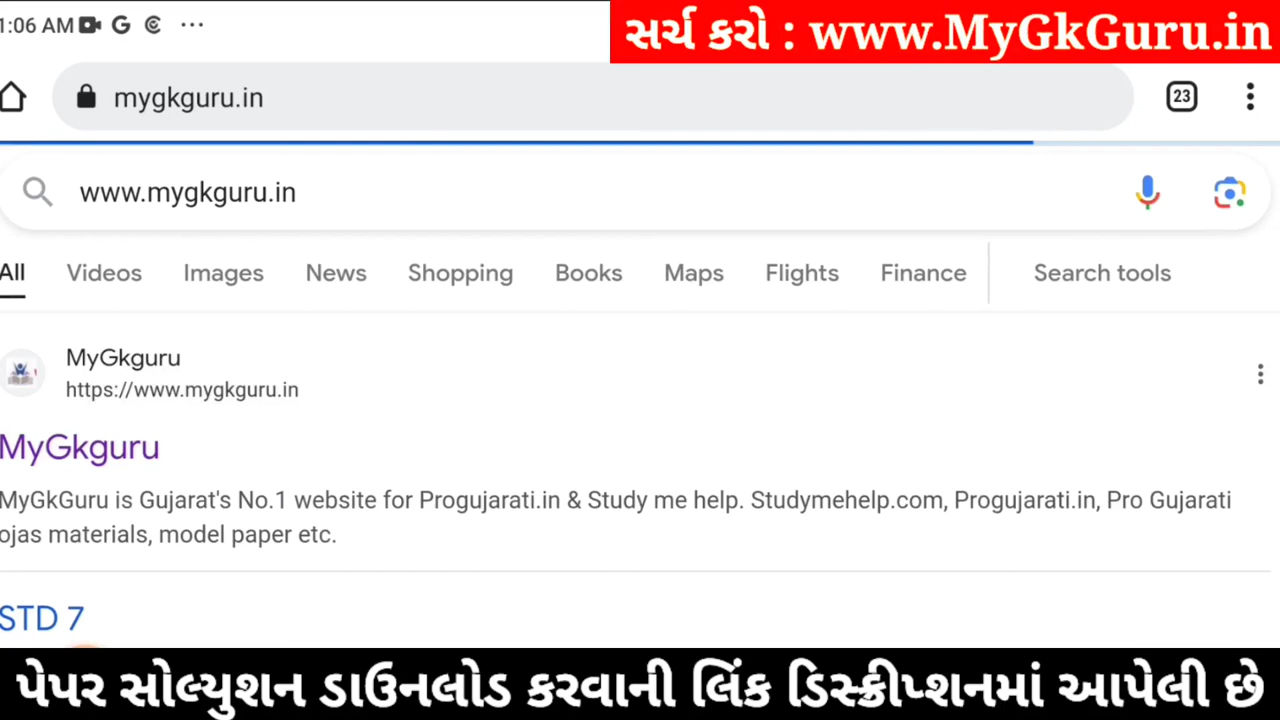 1:06 AM
સર્ચ કરો : www.MyGkGuru.in
mygkguru.in
23
www.mygkguru.in
All Videos Images News Shopping Books Maps Flights Finance Search tools
MyGkguru
https://www.mygkguru.in
MyGkguru
MyGkGuru is Gujarat's No.1 website for Progujarati.in & Study me help. Studymehelp.com, Progujarati.in, Pro Gujarati
ojas materials, model paper etc.
STD 7
પેપર સોલ્યુશન ડાઉનલોડ કરવાની લિંક ડિસ્ક્રીપ્શનમાં આપેલી છે